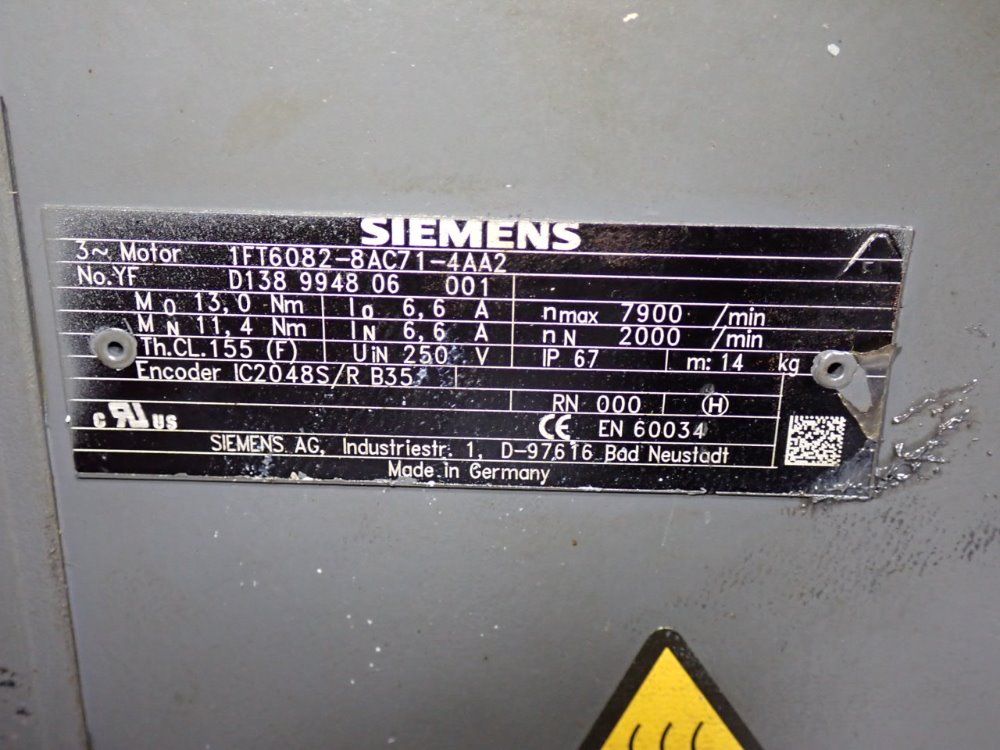 SIEMENS
3~ Motor 1FT6082-8AC71-4AA2
No.YF D138 9948 06 001
M0 13,0 Nm I0 6,6 A nmax 7900 /min
MN 11,4 Nm IN 6,6 A nN 2000 /min
Th.CL.155 (F) UiN 250 V IP 67 m: 14 kg
Encoder IC2048S/R B35
RN 000 (H)
c RU US CE EN 60034
SIEMENS AG, Industriestr. 1, D-97616 Bad Neustadt
Made in Germany